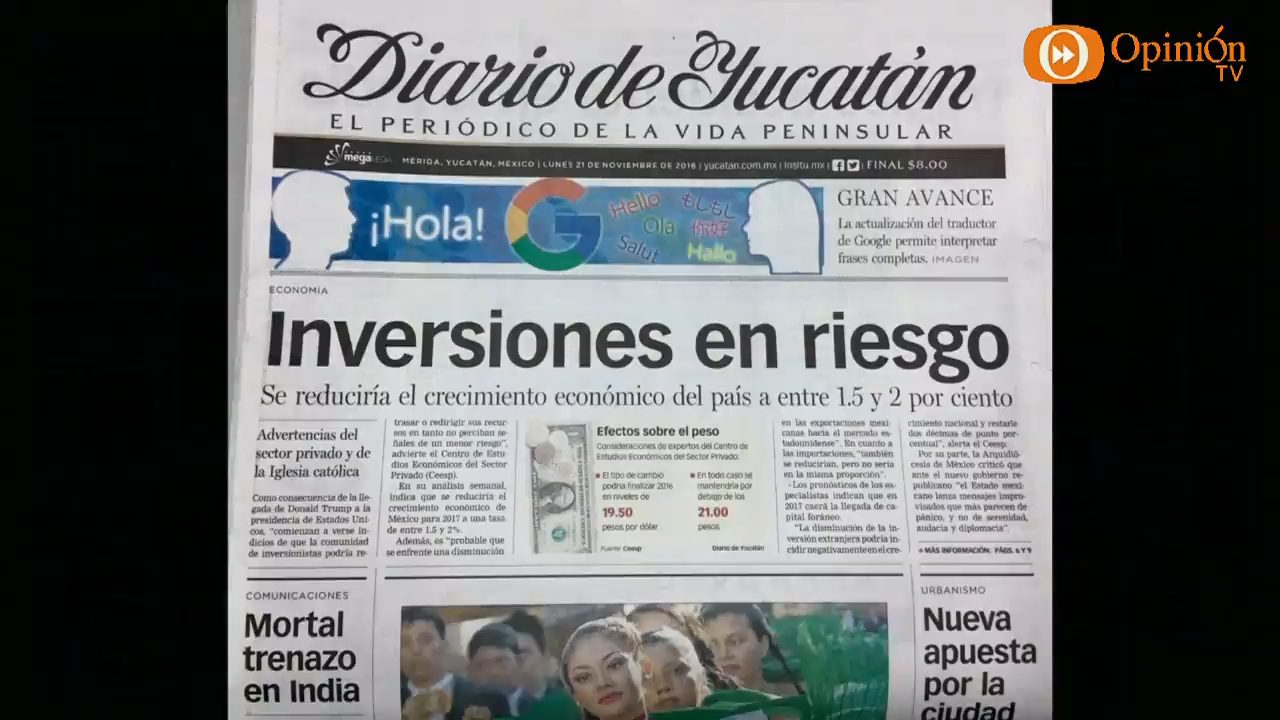 Opinión
TV
Diario de Yucatán
EL PERIÓDICO DE LA VIDA PENINSULAR
mega MÉRIDA, YUCATÁN, MÉXICO | LUNES 21 DE NOVIEMBRE DE 2016 | yucatan.com.mx | insitu.mx | FINAL $8.00
¡Hola!
G
Hello
もしもし
Ola
你好
Salut
Hallo
GRAN AVANCE
La actualización del traductor
de Google permite interpretar
frases completas. IMAGEN
ECONOMÍA
Inversiones en riesgo
Se reduciría el crecimiento económico del país a entre 1.5 y 2 por ciento
Advertencias del
sector privado y de
la Iglesia católica
Como consecuencia de la lle-
gada de Donald Trump a la
presidencia de Estados Uni-
cos, "comienzan a verse in-
dicios de que la comunidad
de inversionistas podría re-
trasar o redirigir sus recur-
sos en tanto no perciban se-
ñales de un menor riesgo",
advierte el Centro de Estu-
dios Económicos del Sector
Privado (Ceesp).
En su análisis semanal,
indica que se reduciría el
crecimiento económico de
México para 2017 a una tasa
de entre 1.5 y 2%.
Además, es "probable que
se enfrente una disminución
Efectos sobre el peso
Consideraciones de expertos del Centro de
Estudios Económicos del Sector Privado.
El tipo de cambio
podría finalizar 2016
en niveles de
19.50
pesos por dólar
En todo caso se
mantendría por
debajo de los
21.00
pesos
Fuente: Ceesp
Diario de Yucatán
en las exportaciones mexi-
canas hacia el mercado es-
tadounidense". En cuanto a
las importaciones, "también
se reducirían, pero no sería
en la misma proporción".
Los pronósticos de los es-
pecialistas indican que en
2017 caerá la llegada de ca-
pital foráneo.
"La disminución de la in-
versión extranjera podría in-
cidir negativamente en el cre-
cimiento nacional y restarle
décimas de punto por-
centual", alerta el Ceesp.
Por su parte, la Arquidió-
cesis de México criticó que
ante el nuevo gobierno re-
publicano "el Estado mexi-
cano lanza mensajes impro-
visados que más parecen de
pánico, y no de serenidad,
audacia y diplomacia".
+ MÁS INFORMACIÓN: PÁGS. 6 Y 9
COMUNICACIONES
Mortal
trenazo
en India
URBANISMO
Nueva
apuesta
por la
ciudad